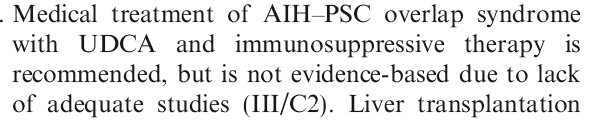 . Medical treatment of AIH–PSC overlap syndrome
with UDCA and immunosuppressive therapy is
recommended, but is not evidence-based due to lack
of adequate studies (III/C2). Liver transplantation